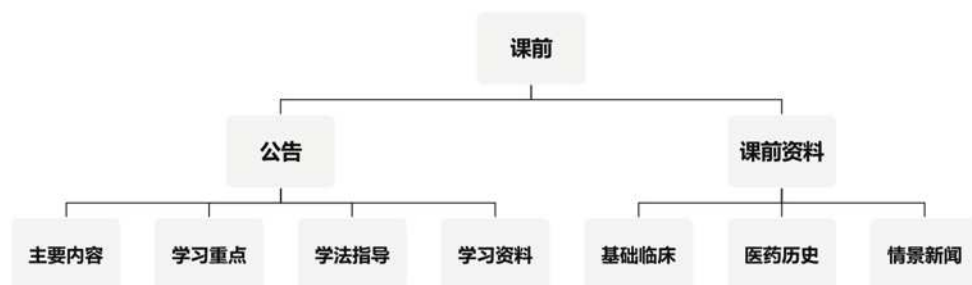 课前
公告
课前资料
主要内容
学习重点
学法指导
学习资料
基础临床
医药历史
情景新闻